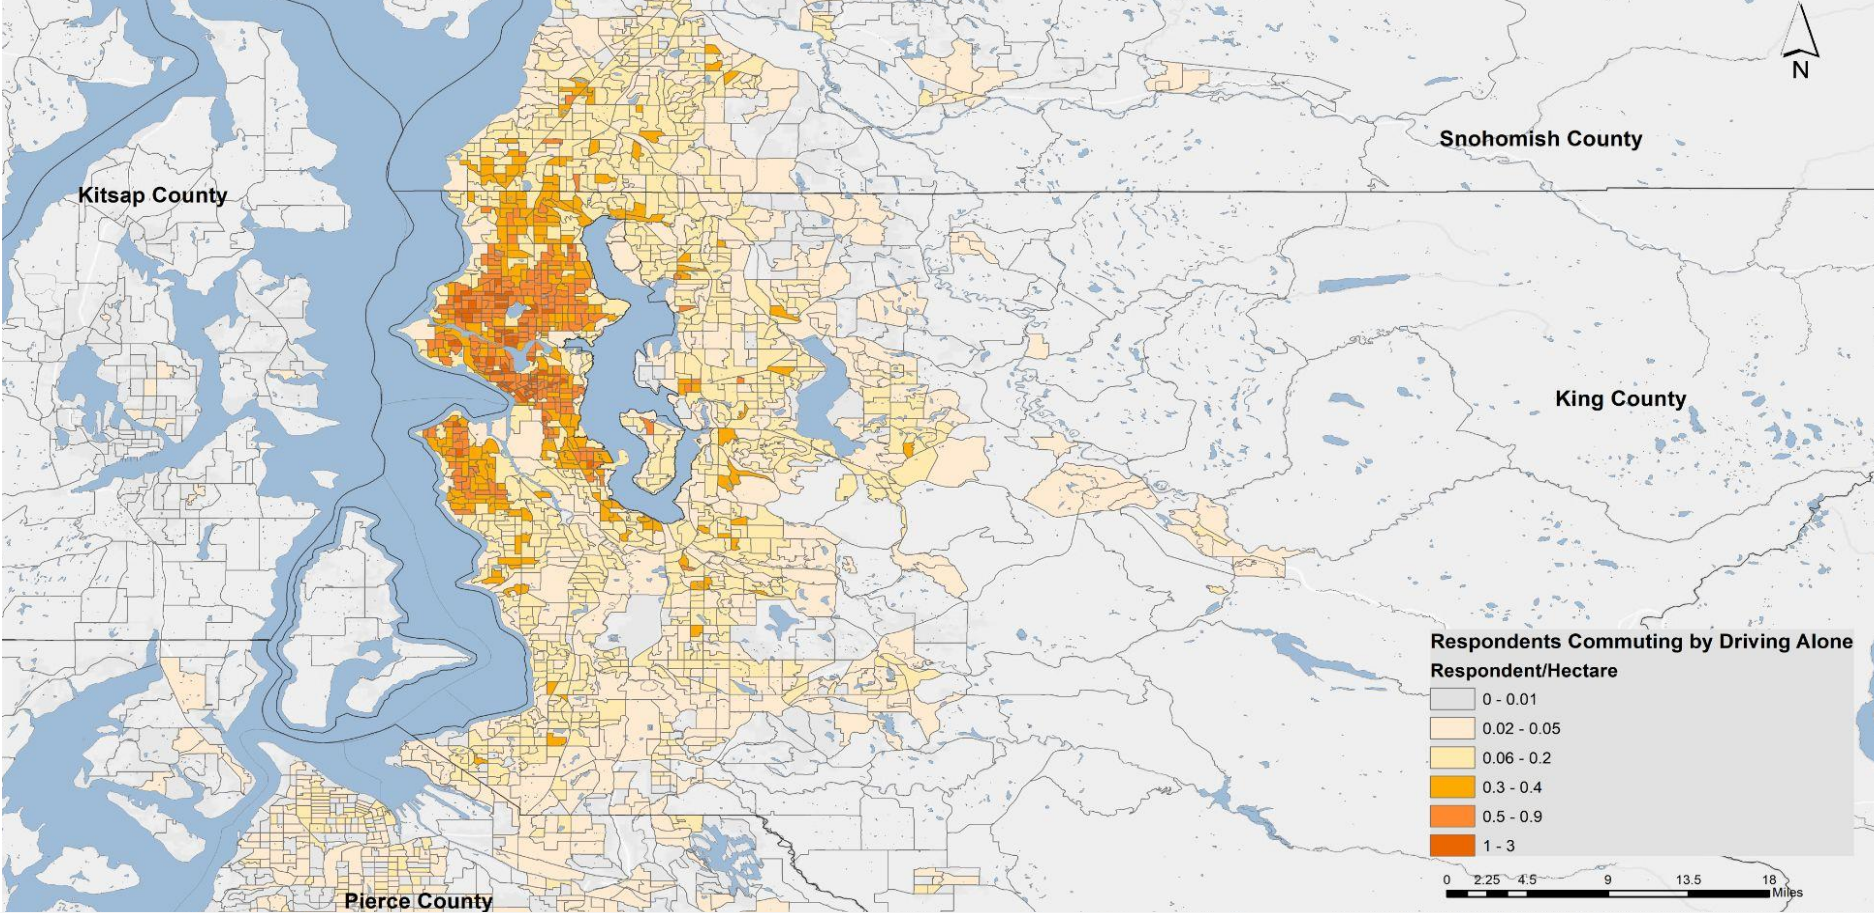 N
Snohomish County
Kitsap County
King County
Respondents Commuting by Driving Alone
Respondent/Hectare
0 - 0.01
0.02 - 0.05
0.06 - 0.2
0.3 - 0.4
0.5 - 0.9
1 - 3
0 2.25 4.5 9 13.5 18
Miles
Pierce County